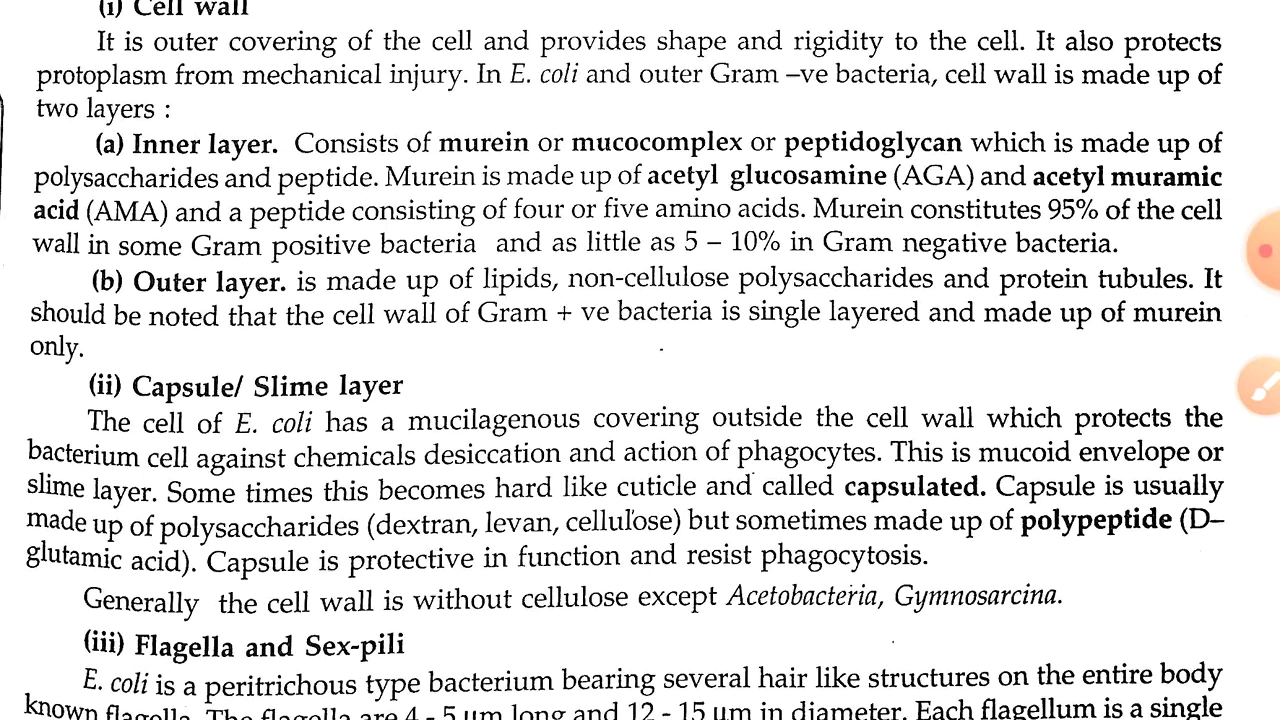 (i) Cell wall
It is outer covering of the cell and provides shape and rigidity to the cell. It also protects
protoplasm from mechanical injury. In E. coli and outer Gram –ve bacteria, cell wall is made up of
two layers :
(a) Inner layer. Consists of murein or mucocomplex or peptidoglycan which is made up of
polysaccharides and peptide. Murein is made up of acetyl glucosamine (AGA) and acetyl muramic
acid (AMA) and a peptide consisting of four or five amino acids. Murein constitutes 95% of the cell
wall in some Gram positive bacteria and as little as 5 – 10% in Gram negative bacteria.
(b) Outer layer. is made up of lipids, non-cellulose polysaccharides and protein tubules. It
should be noted that the cell wall of Gram + ve bacteria is single layered and made up of murein
only.
(ii) Capsule/ Slime layer
The cell of E. coli has a mucilagenous covering outside the cell wall which protects the
bacterium cell against chemicals desiccation and action of phagocytes. This is mucoid envelope or
slime layer. Some times this becomes hard like cuticle and called capsulated. Capsule is usually
made up of polysaccharides (dextran, levan, cellulose) but sometimes made up of polypeptide (D–
glutamic acid). Capsule is protective in function and resist phagocytosis.
Generally the cell wall is without cellulose except Acetobacteria, Gymnosarcina.
(iii) Flagella and Sex-pili
E. coli is a peritrichous type bacterium bearing several hair like structures on the entire body
known flagella. The flagella are 4 - 5 µm long and 12 - 15 µm in diameter. Each flagellum is a single